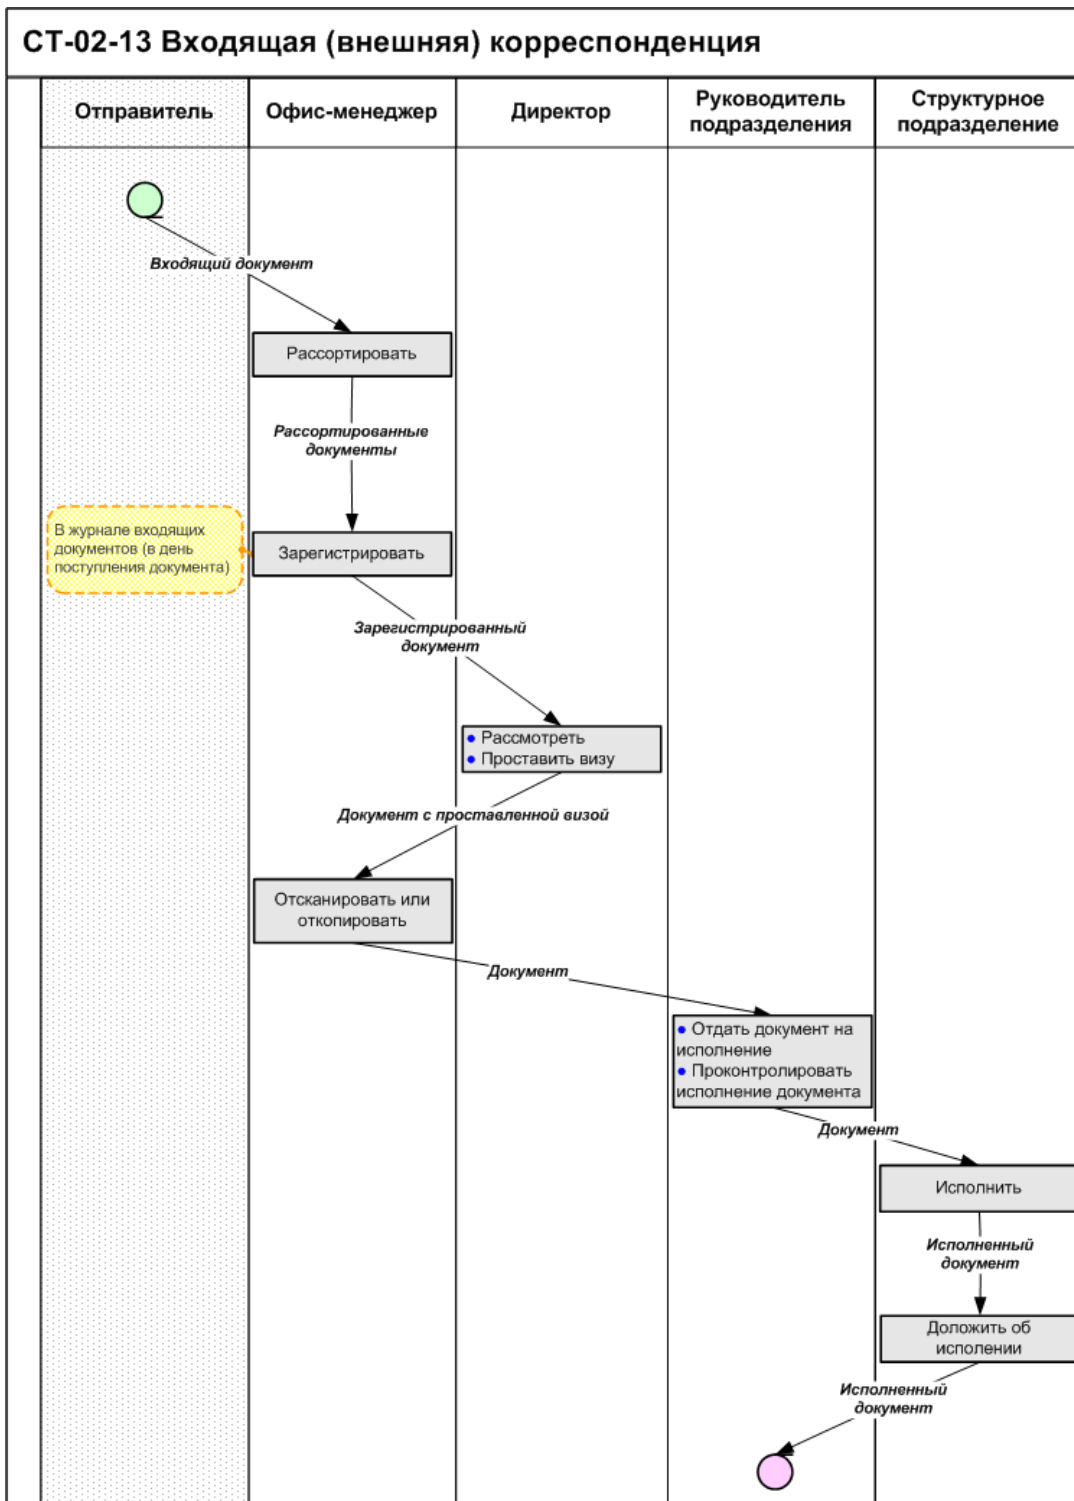 СТ-02-13 Входящая (внешняя) корреспонденция
Отправитель
Офис-менеджер
Директор
Руководитель
подразделения
Структурное
подразделение
Входящий документ
Рассортировать
Рассортированные
документы
В журнале входящих
документов (в день
поступления документа)
Зарегистрировать
Зарегистрированный
документ
● Рассмотреть
● Проставить визу
Документ с проставленной визой
Отсканировать или
откопировать
Документ
● Отдать документ на
исполнение
● Проконтролировать
исполнение документа
Документ
Исполнить
Исполненный
документ
Доложить об
исполении
Исполненный
документ